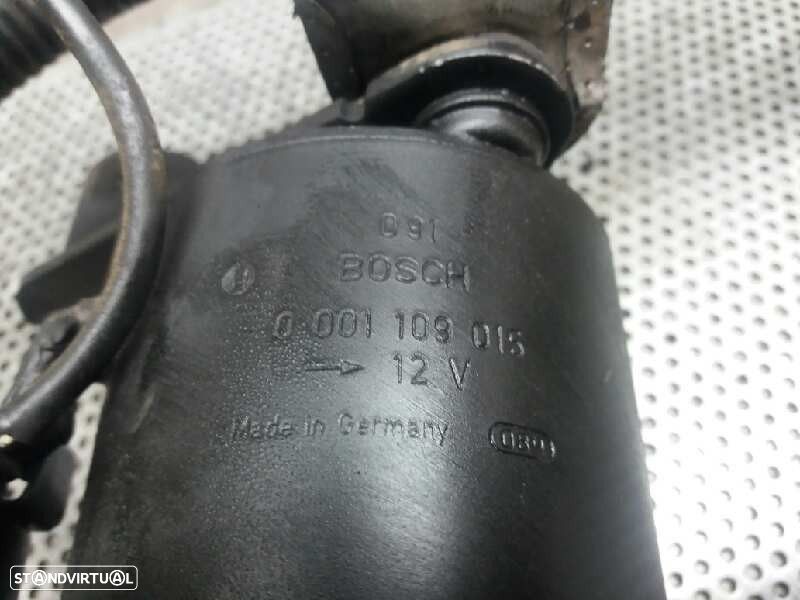 091
BOSCH
0 001 109 015
→ 12 V
Made in Germany
STANDVIRTUAL